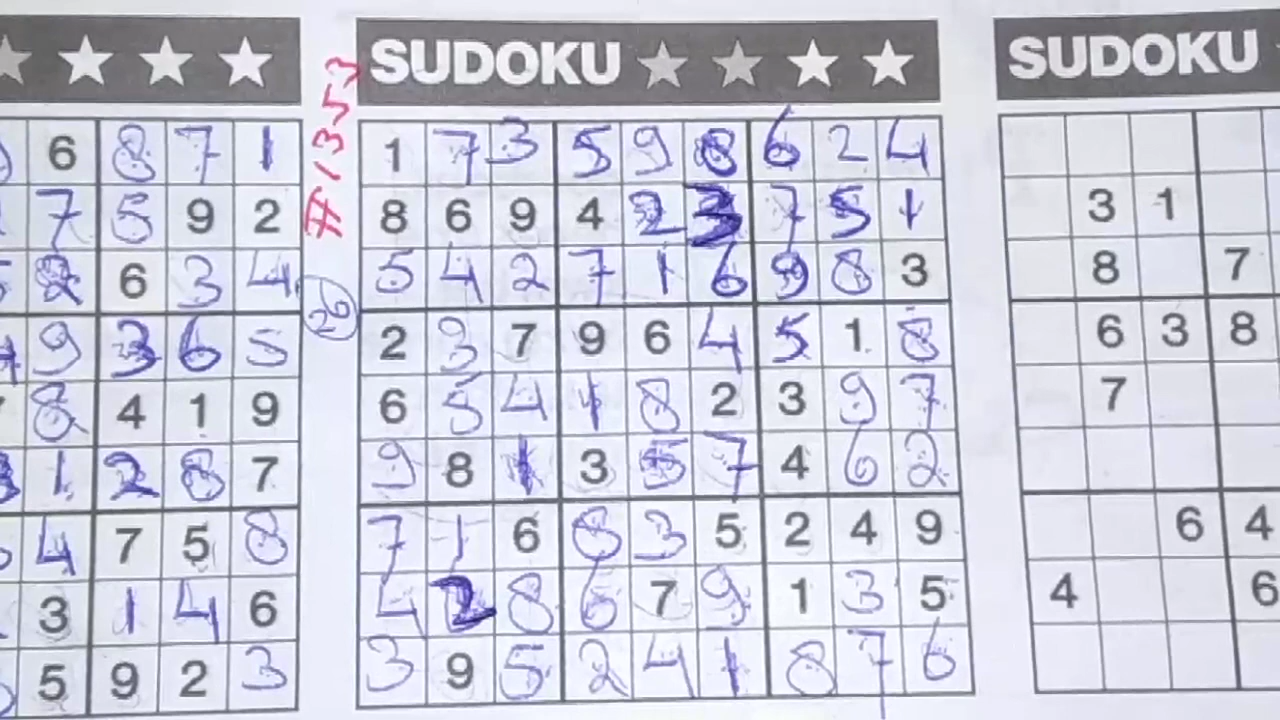 SUDOKU
SUDOKU
#1353
26
6 8 7 1
7 5 9 2
2 6 3 4
9 3 6 5
8 4 1 9
1 2 8 7
4 7 5 8
3 1 4 6
5 9 2 3
1 7 3 5 9 8 6 2 4
8 6 9 4 2 3 7 5 1
5 4 2 7 1 6 9 8 3
2 3 7 9 6 4 5 1 8
6 5 4 1 8 2 3 9 7
9 8 1 3 5 7 4 6 2
7 1 6 8 3 5 2 4 9
4 2 8 6 7 9 1 3 5
3 9 5 2 4 1 8 7 6
3 1
8 7
6 3 8
7
6 4
4 6